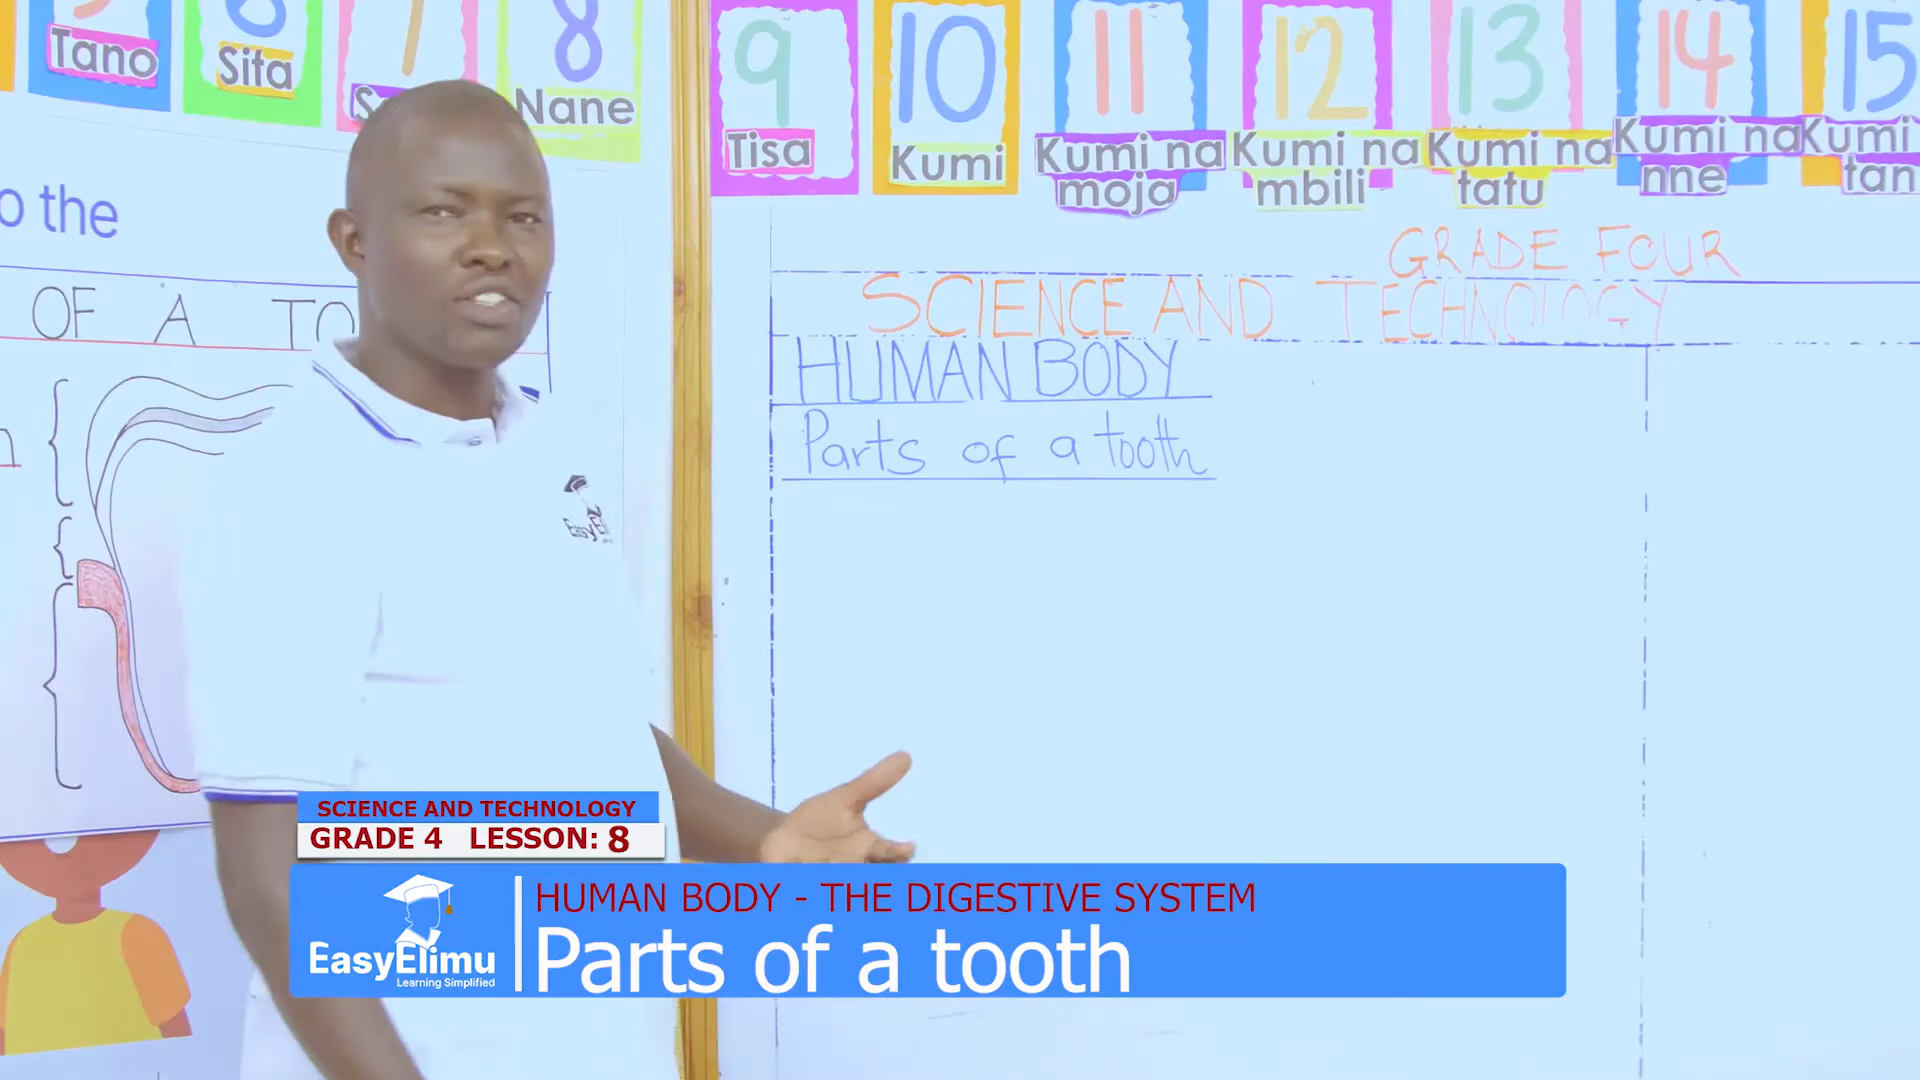 Tano
6
Sita
7
8
Nane
9
Tisa
10
Kumi
11
Kumi na
moja
12
Kumi na
mbili
13
Kumi na
tatu
14
Kumi na
nne
15
Kumi
the
OF A
GRADE FOUR
SCIENCE AND TECHNOLOGY
HUMAN BODY
Parts of a tooth
SCIENCE AND TECHNOLOGY
GRADE 4 LESSON: 8
HUMAN BODY - THE DIGESTIVE SYSTEM
Parts of a tooth
EasyElimu
Learning Simplified